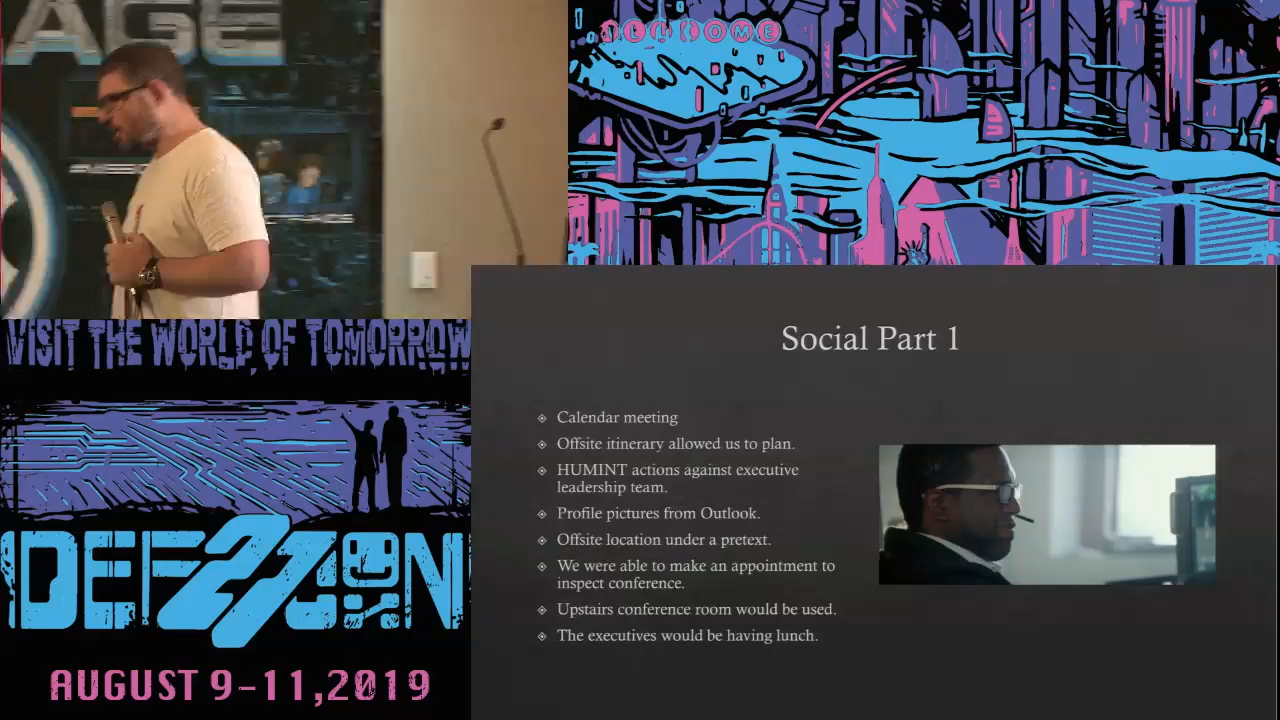 AGE
WELCOME
VISIT THE WORLD OF TOMORROW
DEF 27 CON
AUGUST 9-11,2019
Social Part 1
Calendar meeting
Offsite itinerary allowed us to plan.
HUMINT actions against executive
leadership team.
Profile pictures from Outlook.
Offsite location under a pretext.
We were able to make an appointment to
inspect conference.
Upstairs conference room would be used.
The executives would be having lunch.